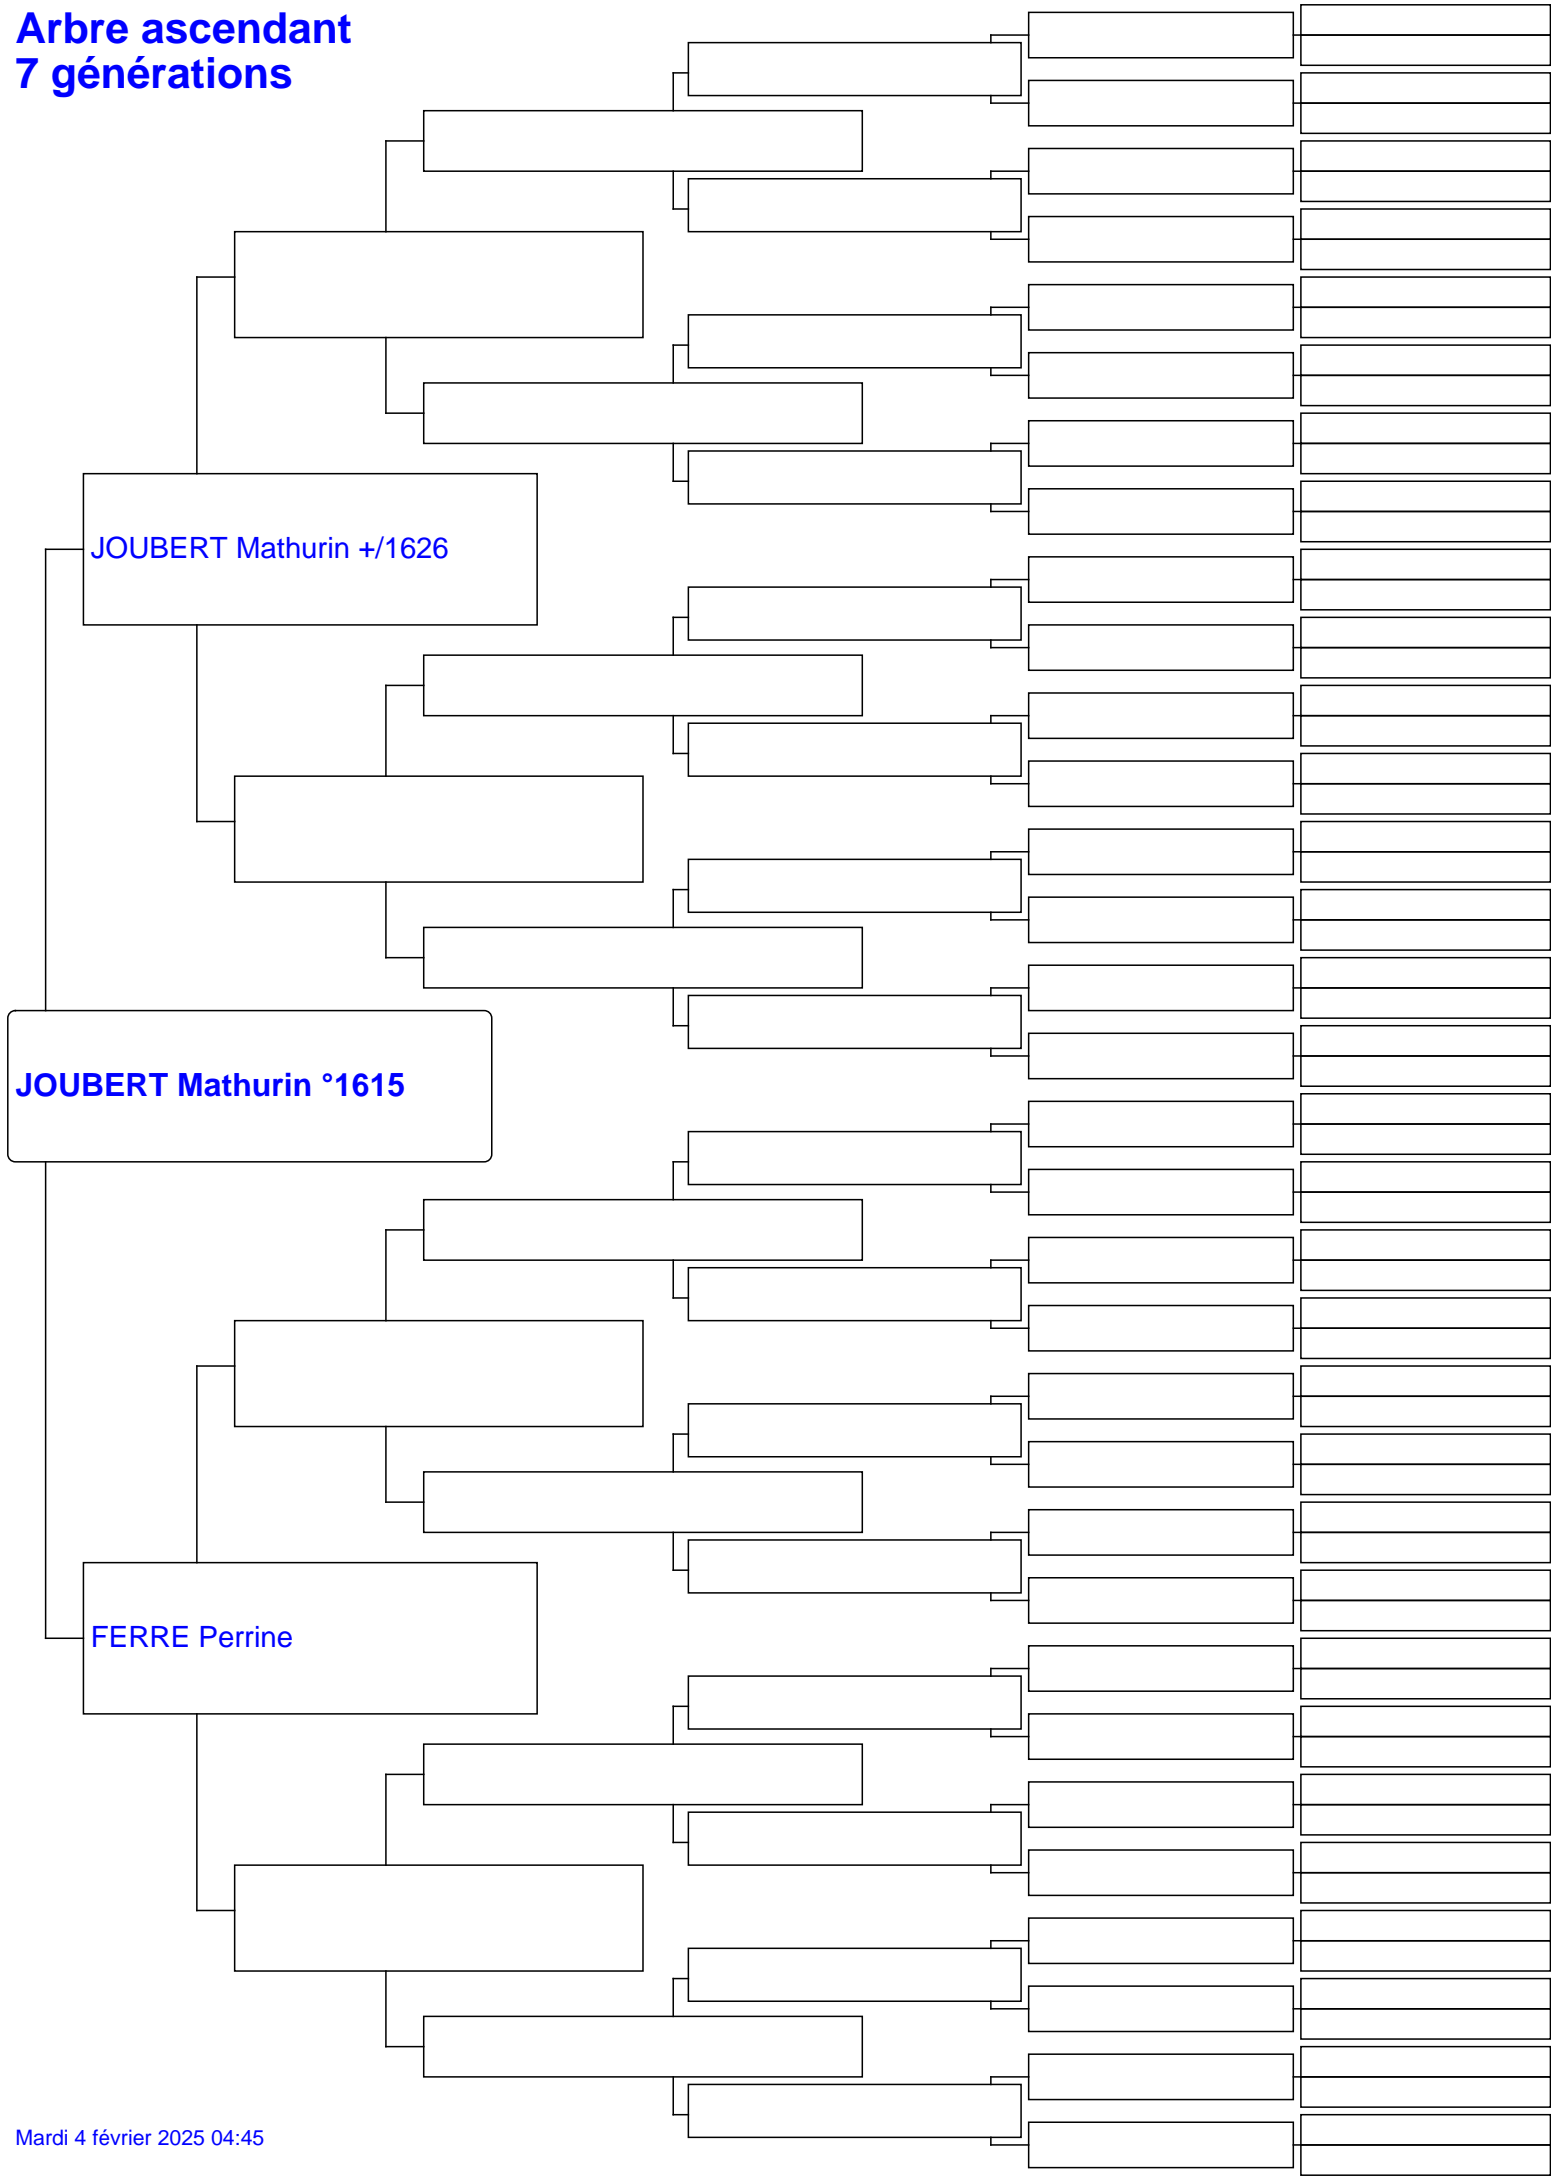 Arbre ascendant
7 générations
JOUBERT Mathurin +/1626
JOUBERT Mathurin °1615
FERRE Perrine
Mardi 4 février 2025 04:45